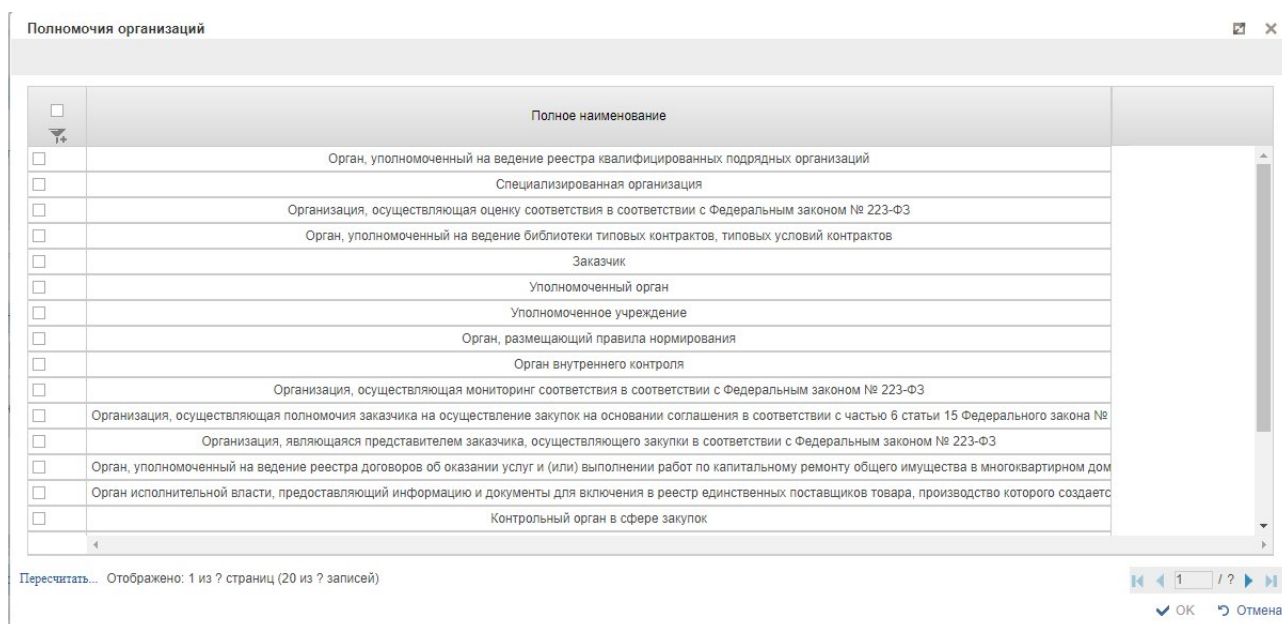 Полномочия организаций
Полное наименование
Орган, уполномоченный на ведение реестра квалифицированных подрядных организаций
Специализированная организация
Организация, осуществляющая оценку соответствия в соответствии с Федеральным законом № 223-ФЗ
Орган, уполномоченный на ведение библиотеки типовых контрактов, типовых условий контрактов
Заказчик
Уполномоченный орган
Уполномоченное учреждение
Орган, размещающий правила нормирования
Орган внутреннего контроля
Организация, осуществляющая мониторинг соответствия в соответствии с Федеральным законом № 223-ФЗ
Организация, осуществляющая полномочия заказчика на осуществление закупок на основании соглашения в соответствии с частью 6 статьи 15 Федерального закона №
Организация, являющаяся представителем заказчика, осуществляющего закупки в соответствии с Федеральным законом № 223-ФЗ
Орган, уполномоченный на ведение реестра договоров об оказании услуг и (или) выполнении работ по капитальному ремонту общего имущества в многоквартирном дом
Орган исполнительной власти, предоставляющий информацию и документы для включения в реестр единственных поставщиков товара, производство которого создаетс
Контрольный орган в сфере закупок
Пересчитать... Отображено: 1 из ? страниц (20 из ? записей) 1 / ?
OK Отмена